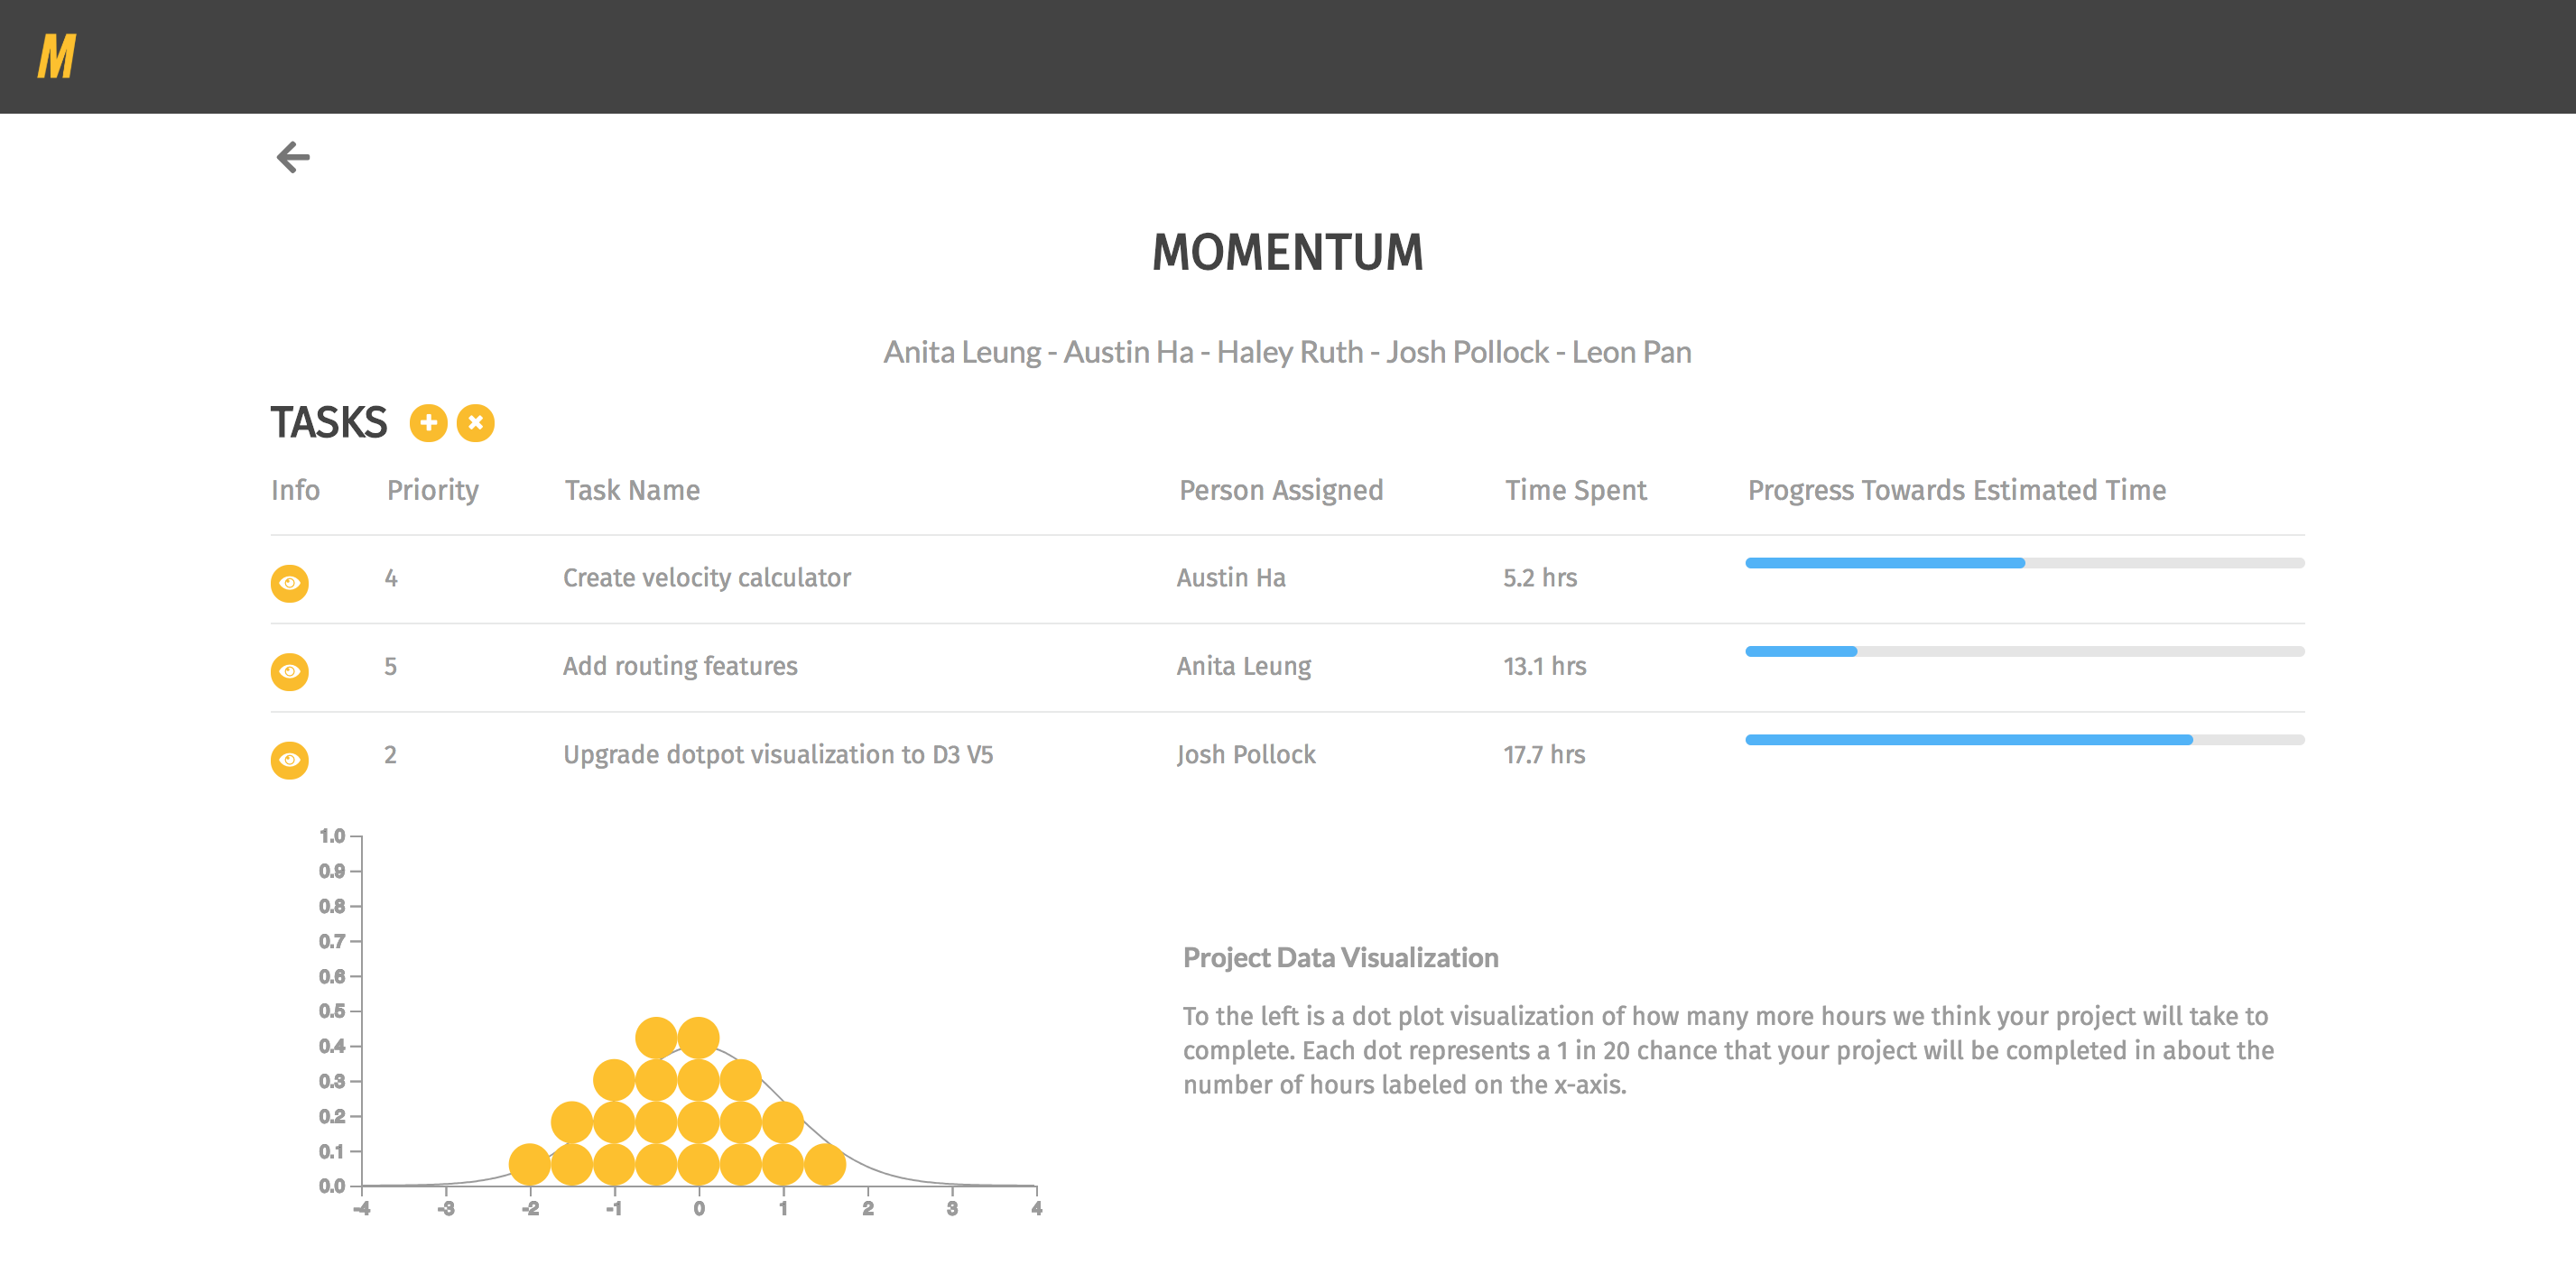 M
MOMENTUM
Anita Leung - Austin Ha - Haley Ruth - Josh Pollock - Leon Pan
TASKS
Info Priority Task Name Person Assigned Time Spent Progress Towards Estimated Time
4 Create velocity calculator Austin Ha 5.2 hrs
5 Add routing features Anita Leung 13.1 hrs
2 Upgrade dotpot visualization to D3 V5 Josh Pollock 17.7 hrs
1.0
0.9
0.8
0.7
0.6
0.5
0.4
0.3
0.2
0.1
0.0
-4 -3 -2 -1 0 1 2 3 4
Project Data Visualization
To the left is a dot plot visualization of how many more hours we think your project will take to
complete. Each dot represents a 1 in 20 chance that your project will be completed in about the
number of hours labeled on the x-axis.